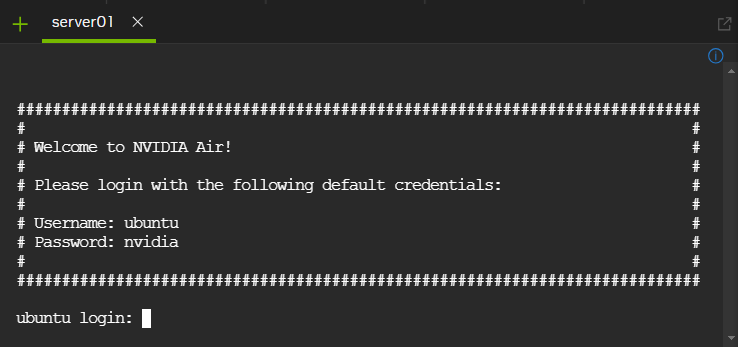 server01
############################################################################
# #
# Welcome to NVIDIA Air! #
# #
# Please login with the following default credentials: #
# #
# Username: ubuntu #
# Password: nvidia #
# #
############################################################################
ubuntu login: